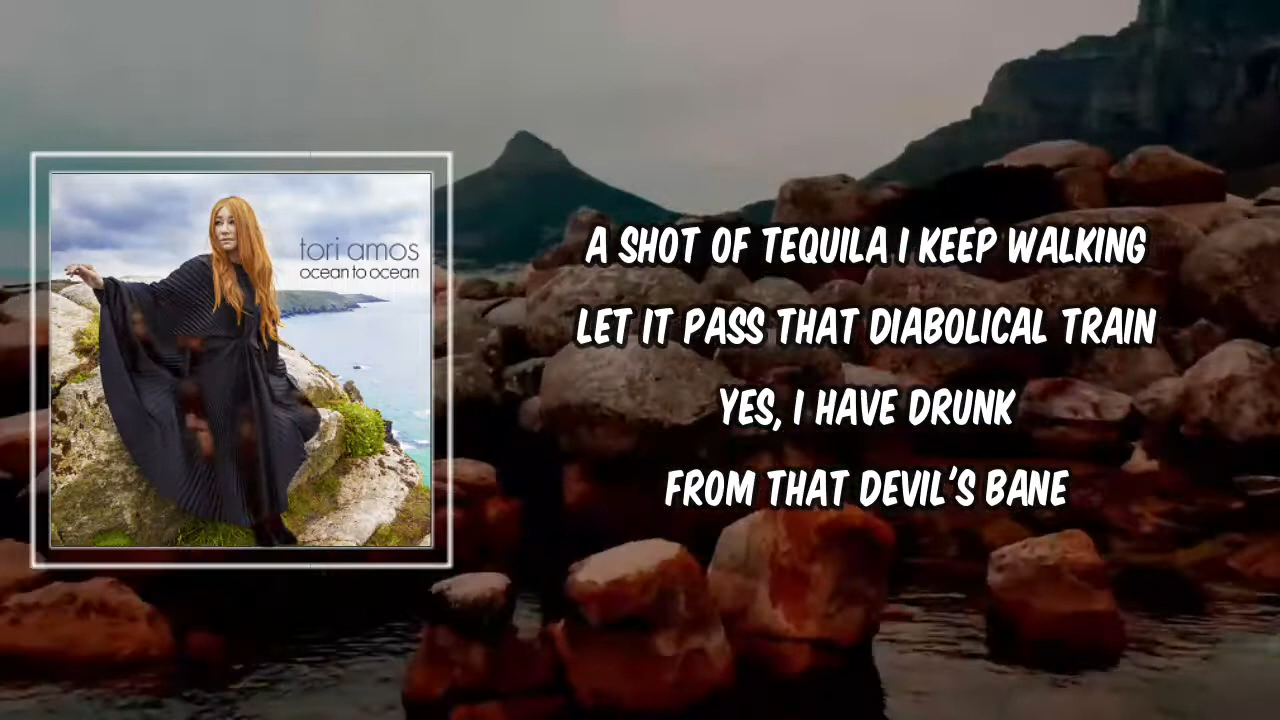 tori amos
ocean to ocean
A SHOT OF TEQUILA I KEEP WALKING
LET IT PASS THAT DIABOLICAL TRAIN
YES, I HAVE DRUNK
FROM THAT DEVIL'S BANE